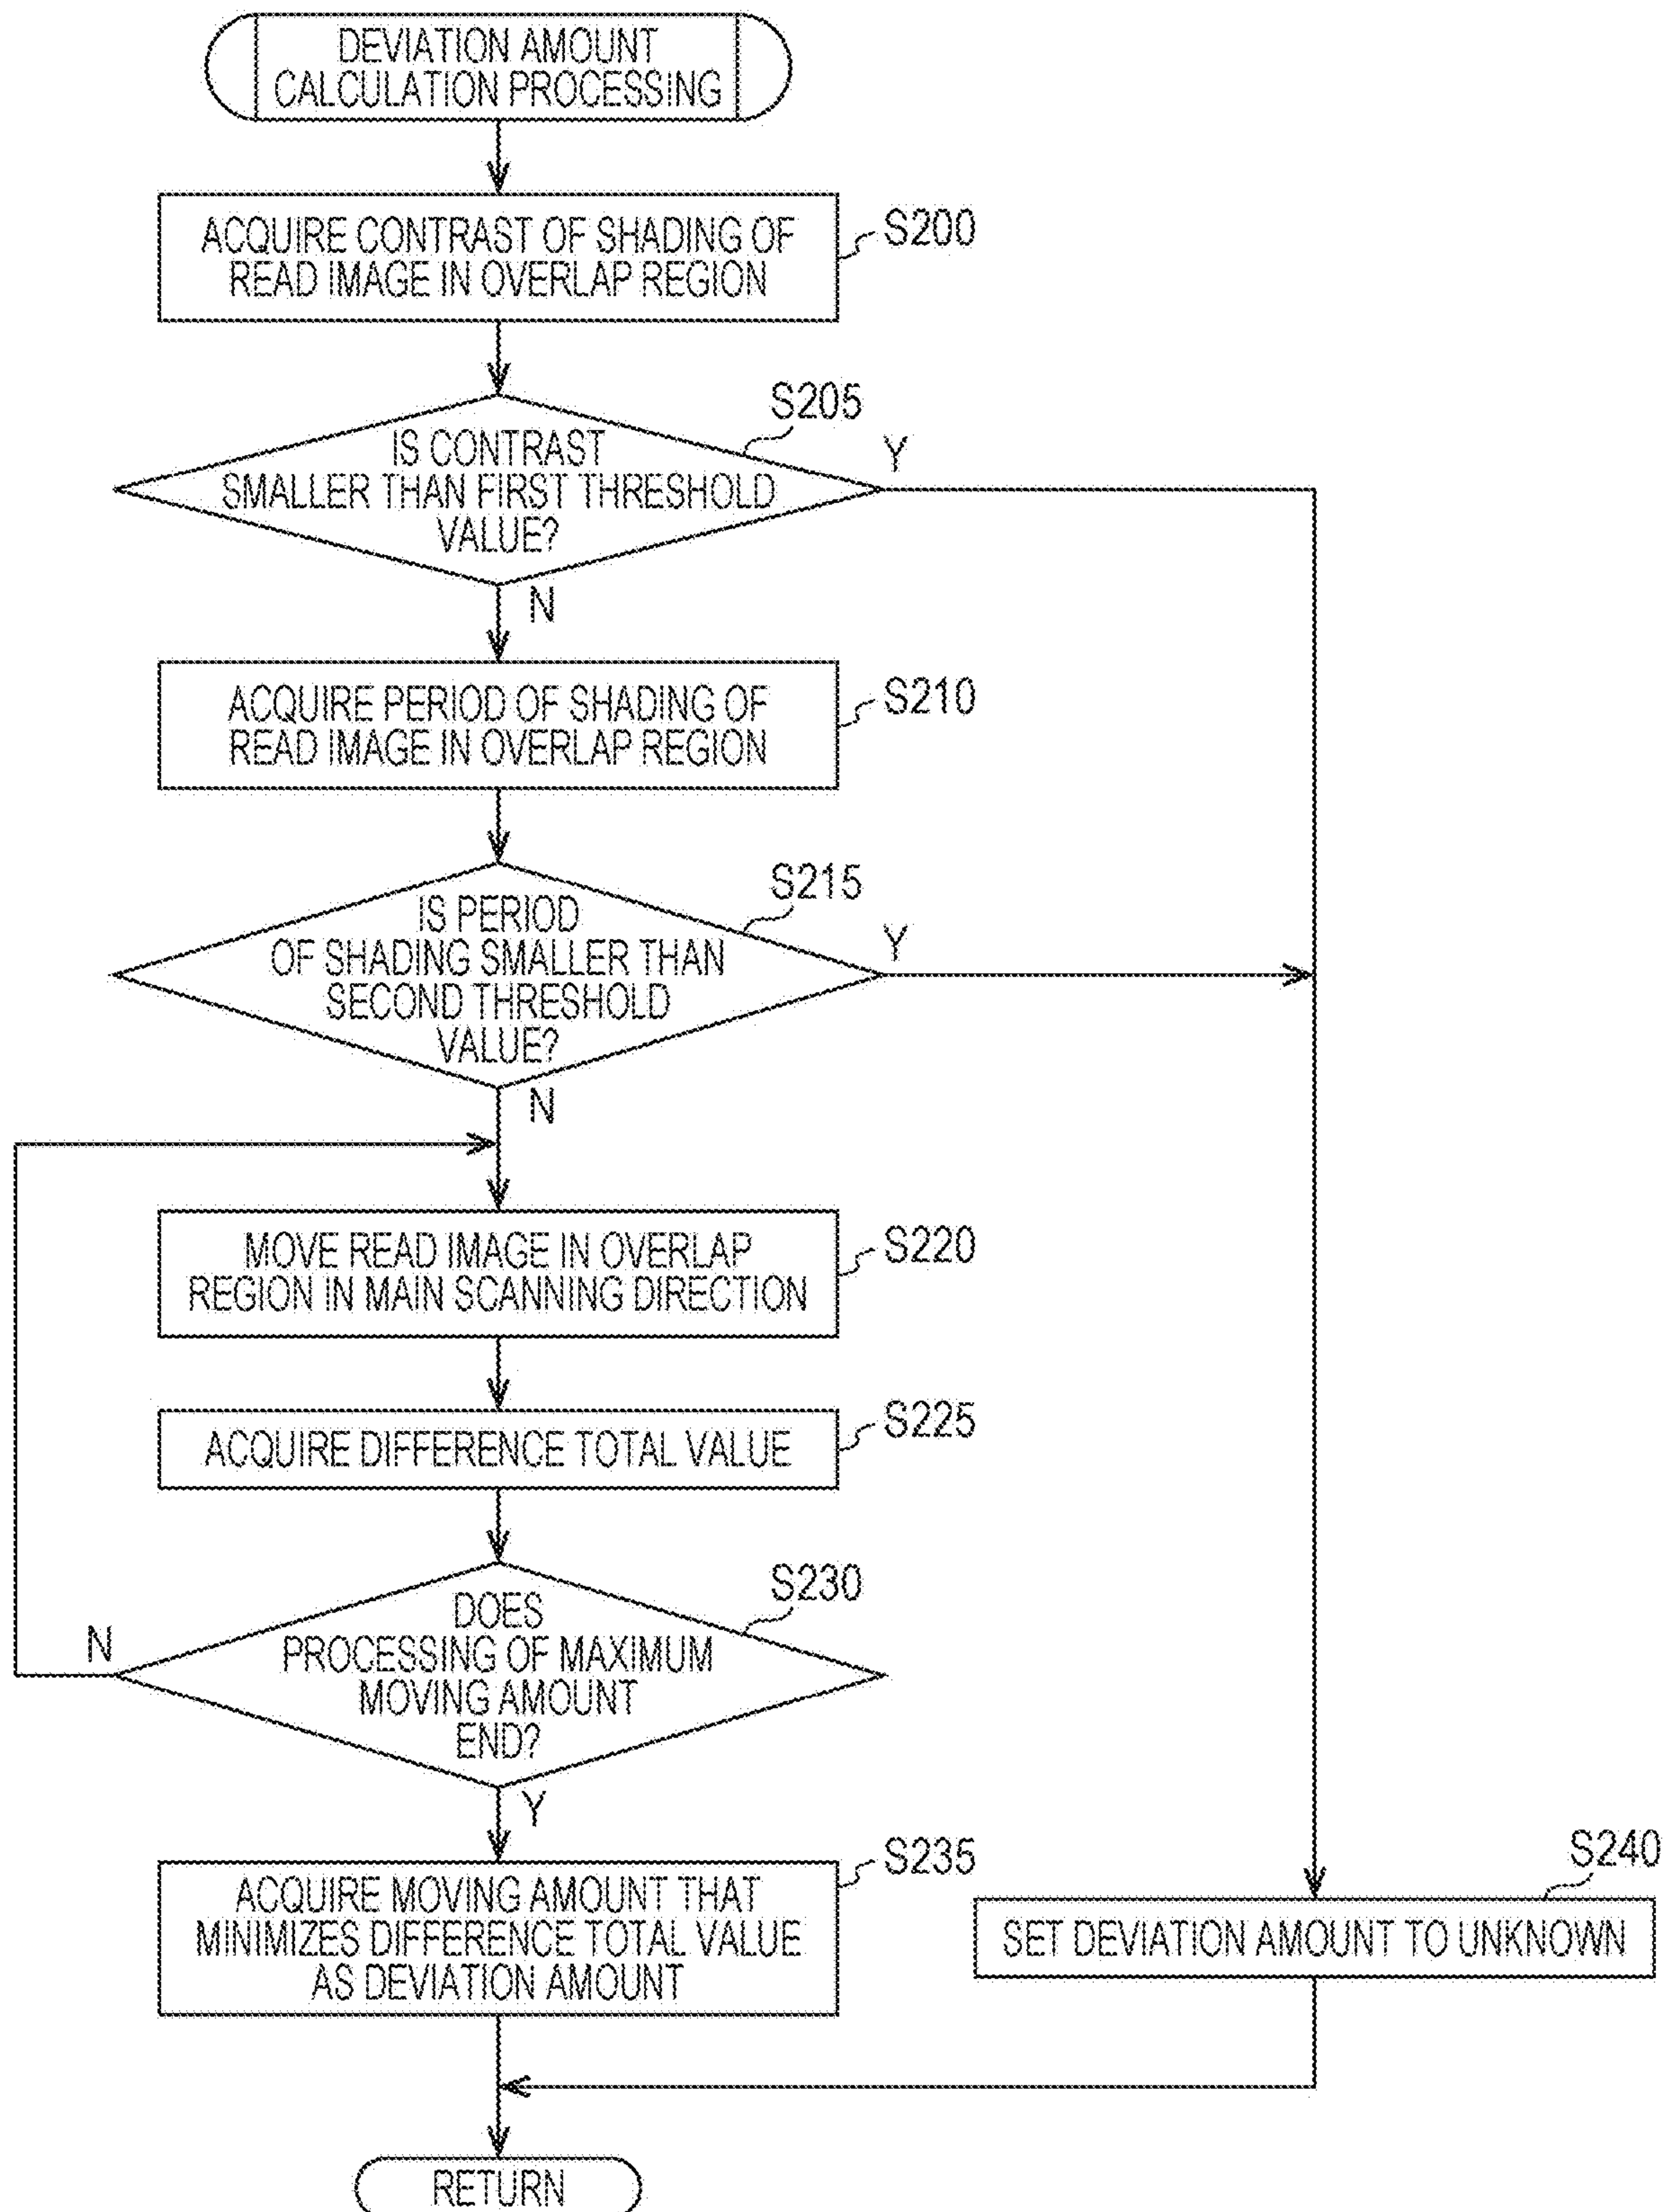 DEVIATION AMOUNT
CALCULATION PROCESSING
ACQUIRE CONTRAST OF SHADING OF
READ IMAGE IN OVERLAP REGION
S200
IS CONTRAST
SMALLER THAN FIRST THRESHOLD
VALUE?
S205
Y
N
ACQUIRE PERIOD OF SHADING OF
READ IMAGE IN OVERLAP REGION
S210
IS PERIOD
OF SHADING SMALLER THAN
SECOND THRESHOLD
VALUE?
S215
Y
N
MOVE READ IMAGE IN OVERLAP
REGION IN MAIN SCANNING DIRECTION
S220
ACQUIRE DIFFERENCE TOTAL VALUE
S225
DOES
PROCESSING OF MAXIMUM
MOVING AMOUNT
END?
S230
N
Y
ACQUIRE MOVING AMOUNT THAT
MINIMIZES DIFFERENCE TOTAL VALUE
AS DEVIATION AMOUNT
S235
S240
SET DEVIATION AMOUNT TO UNKNOWN
RETURN